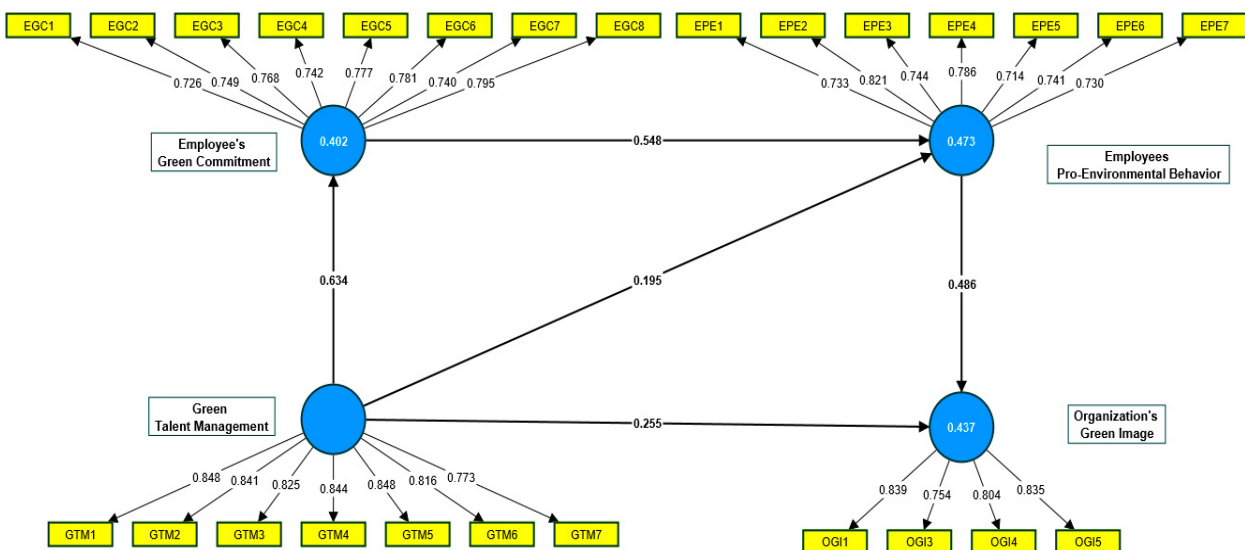 EGC1 EGC2 EGC3 EGC4 EGC5 EGC6 EGC7 EGC8 EPE1 EPE2 EPE3 EPE4 EPE5 EPE6 EPE7
0.726 0.749 0.768 0.742 0.777 0.781 0.740 0.795 0.733 0.821 0.744 0.786 0.714 0.741 0.730
Employee's
Green Commitment
0.402
0.548
0.473
Employees
Pro-Environmental Behavior
0.634
0.195
0.486
Green
Talent Management
0.255
0.437
Organization's
Green Image
0.848 0.841 0.825 0.844 0.848 0.816 0.773
0.839 0.754 0.804 0.835
GTM1 GTM2 GTM3 GTM4 GTM5 GTM6 GTM7
OGI1 OGI3 OGI4 OGI5